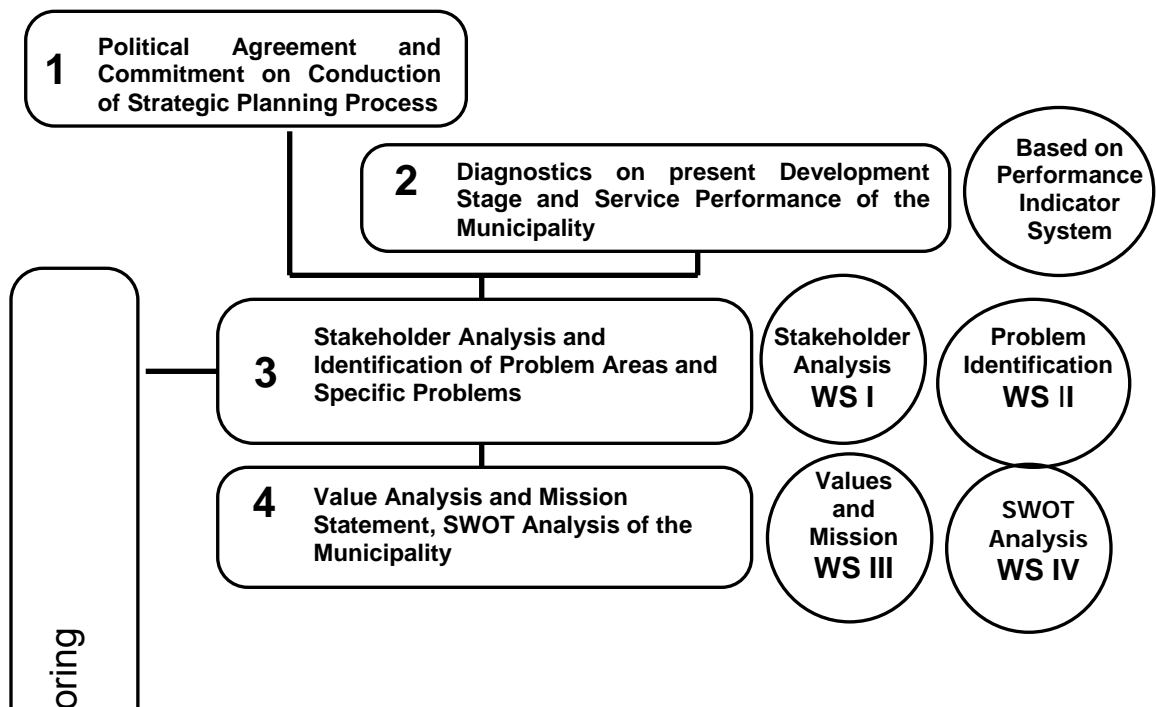 1
Political Agreement and
Commitment on Conduction
of Strategic Planning Process
2
Diagnostics on present Development
Stage and Service Performance of the
Municipality
Based on
Performance
Indicator
System
3
Stakeholder Analysis and
Identification of Problem Areas and
Specific Problems
Stakeholder
Analysis
WS I
Problem
Identification
WS II
4
Value Analysis and Mission
Statement, SWOT Analysis of the
Municipality
Values
and
Mission
WS III
SWOT
Analysis
WS IV
oring